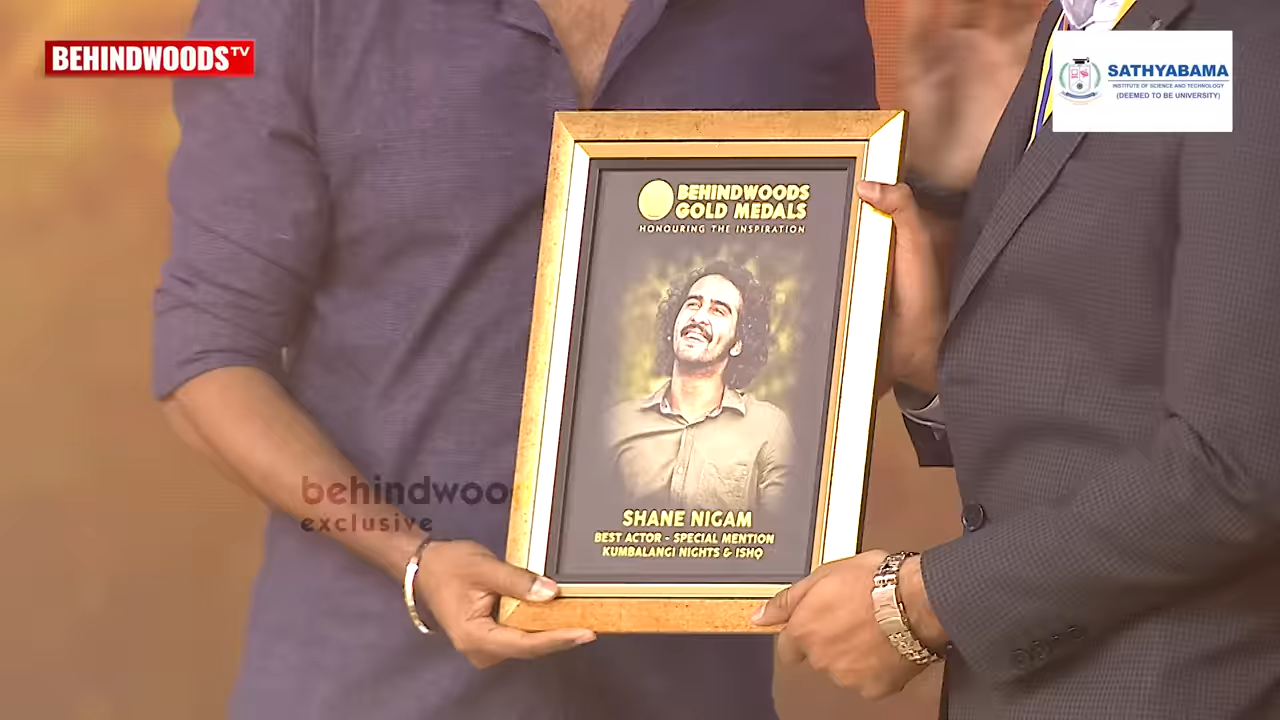 BEHINDWOODS TV
SATHYABAMA
INSTITUTE OF SCIENCE AND TECHNOLOGY
(DEEMED TO BE UNIVERSITY)
BEHINDWOODS
GOLD MEDALS
HONOURING THE INSPIRATION
SHANE NIGAM
BEST ACTOR - SPECIAL MENTION
KUMBALANGI NIGHTS & ISHQ
behindwoo
exclusive